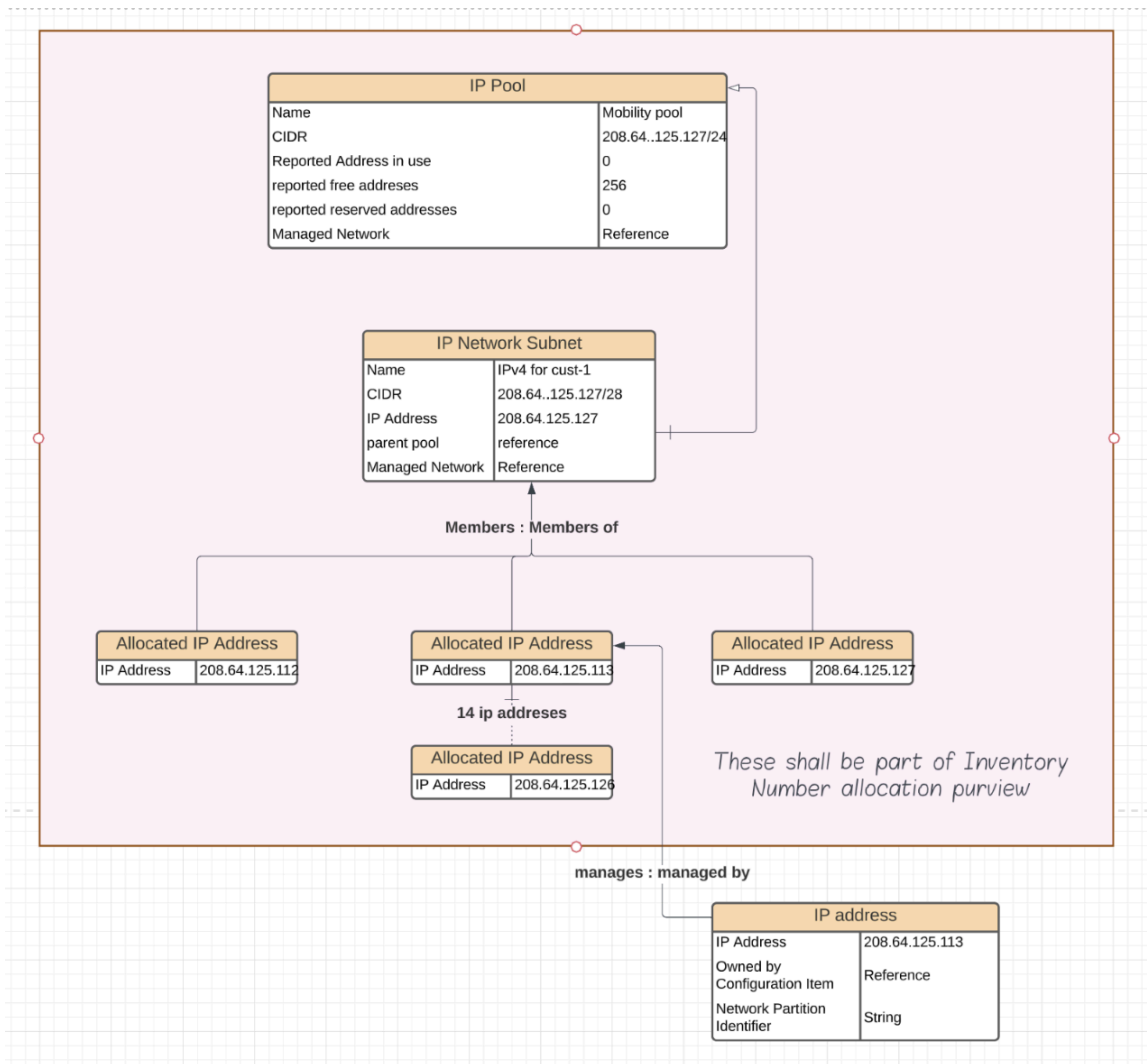 IP Pool
Name Mobility pool
CIDR 208.64..125.127/24
Reported Address in use 0
reported free addreses 256
reported reserved addresses 0
Managed Network Reference
IP Network Subnet
Name IPv4 for cust-1
CIDR 208.64..125.127/28
IP Address 208.64.125.127
parent pool reference
Managed Network Reference
Members : Members of
Allocated IP Address
IP Address 208.64.125.112
Allocated IP Address
IP Address 208.64.125.113
Allocated IP Address
IP Address 208.64.125.127
14 ip addreses
Allocated IP Address
IP Address 208.64.125.126
These shall be part of Inventory
Number allocation purview
manages : managed by
IP address
IP Address 208.64.125.113
Owned by
Configuration Item Reference
Network Partition
Identifier String